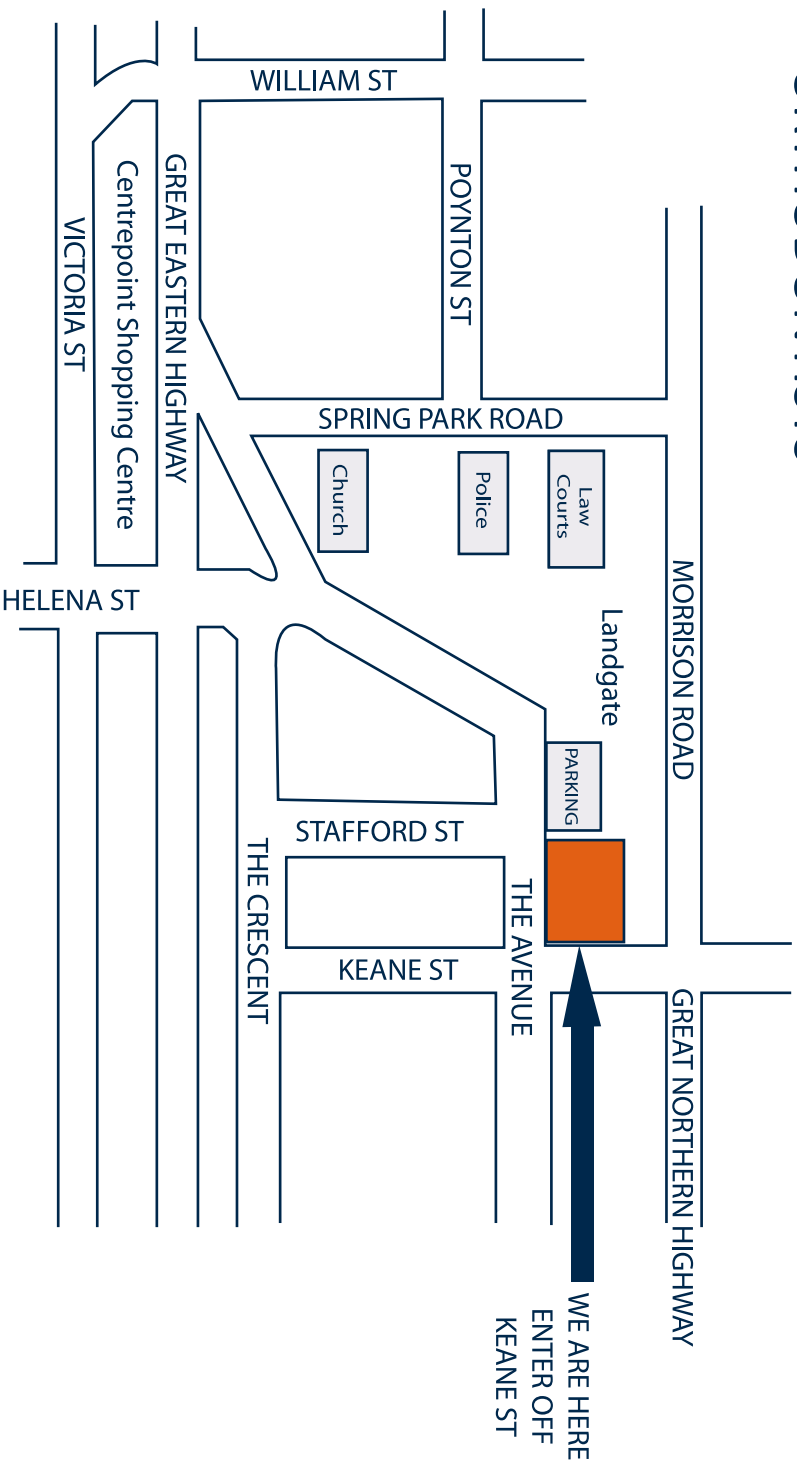 WILLIAM ST
POYNTON ST
GREAT EASTERN HIGHWAY
Centrepoint Shopping Centre
VICTORIA ST
SPRING PARK ROAD
Church
Police
Law
Courts
HELENA ST
MORRISON ROAD
Landgate
PARKING
STAFFORD ST
THE CRESCENT
THE AVENUE
KEANE ST
GREAT NORTHERN HIGHWAY
WE ARE HERE
ENTER OFF
KEANE ST